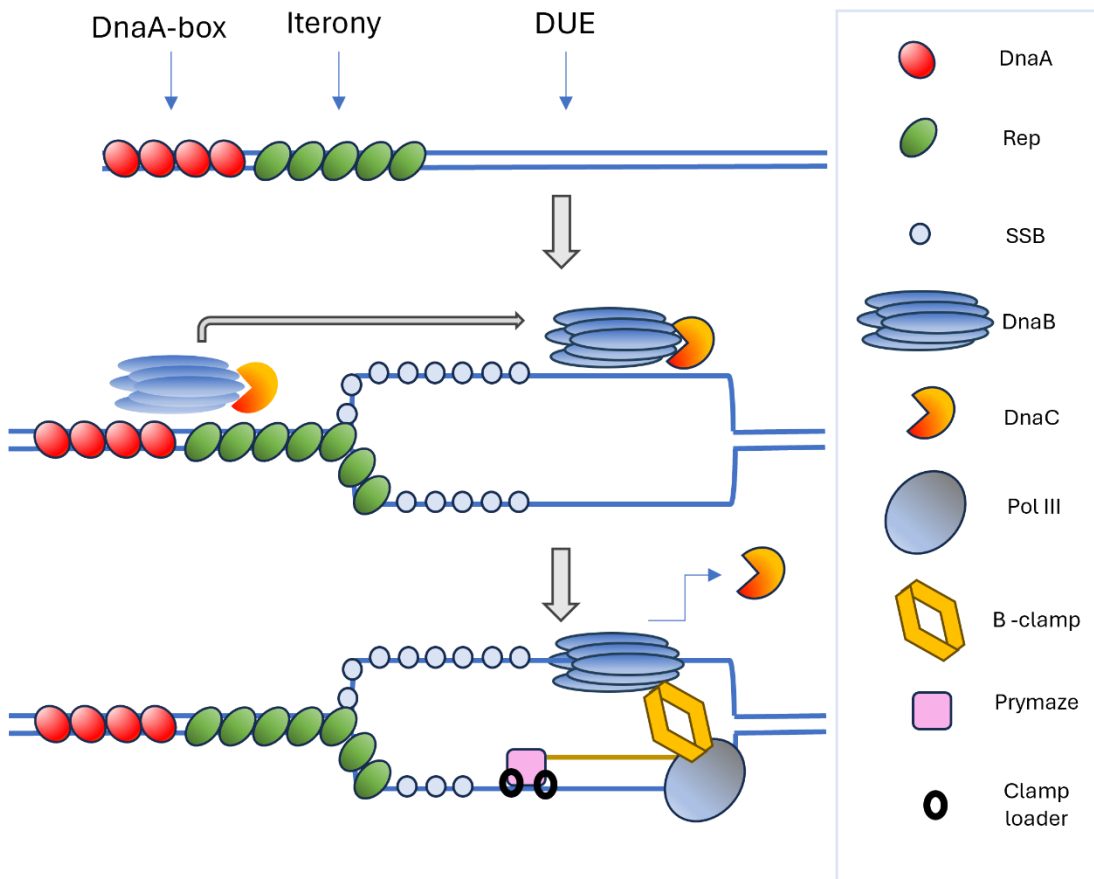 DnaA-box Iterony DUE
DnaA
Rep
SSB
DnaB
DnaC
Pol III
B -clamp
Prymaze
Clamp
loader